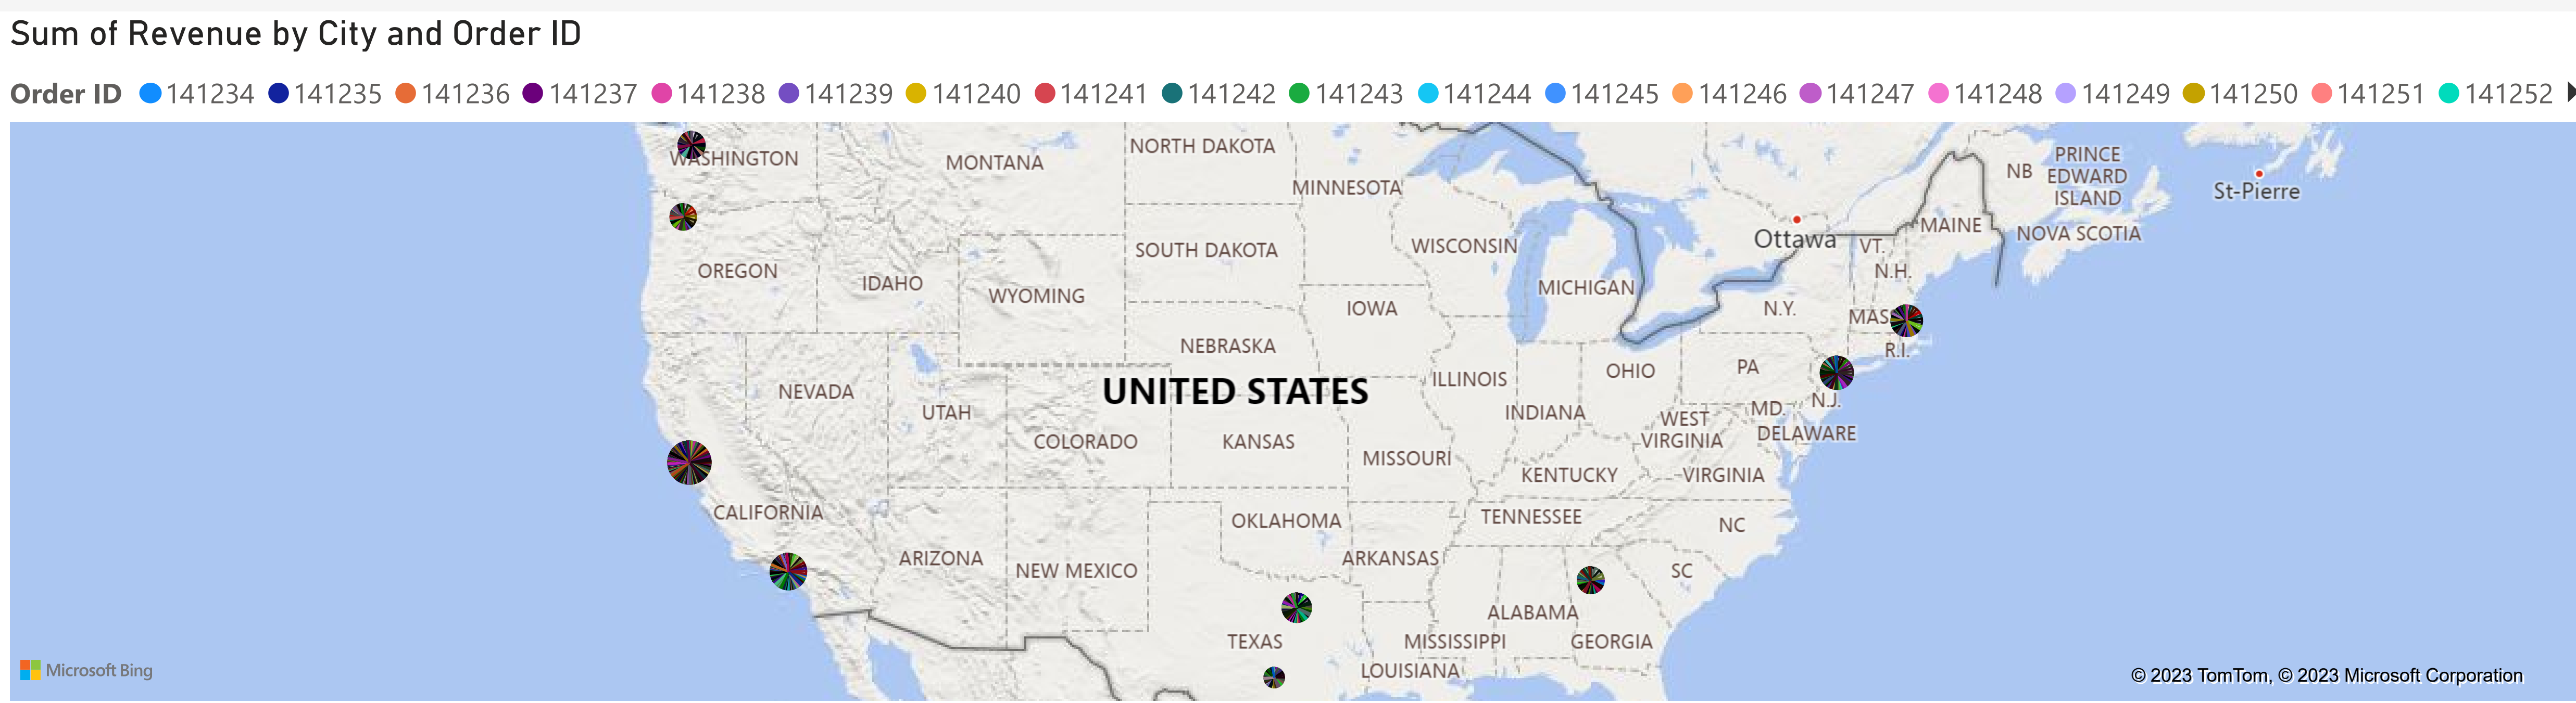 Sum of Revenue by City and Order ID
Order ID 141234 141235 141236 141237 141238 141239 141240 141241 141242 141243 141244 141245 141246 141247 141248 141249 141250 141251 141252
WASHINGTON
MONTANA
NORTH DAKOTA
MINNESOTA
NB
PRINCE
EDWARD
ISLAND
St-Pierre
OREGON
IDAHO
WYOMING
SOUTH DAKOTA
WISCONSIN
MICHIGAN
Ottawa
VT.
MAINE
NOVA SCOTIA
N.H.
IOWA
N.Y.
MASS
R.I.
NEBRASKA
NEVADA
UTAH
UNITED STATES
ILLINOIS
INDIANA
OHIO
PA
N.J.
MD.
DELAWARE
COLORADO
KANSAS
MISSOURI
WEST
VIRGINIA
KENTUCKY
VIRGINIA
CALIFORNIA
ARIZONA
NEW MEXICO
OKLAHOMA
ARKANSAS
TENNESSEE
NC
SC
TEXAS
LOUISIANA
MISSISSIPPI
ALABAMA
GEORGIA
Microsoft Bing
© 2023 TomTom, © 2023 Microsoft Corporation